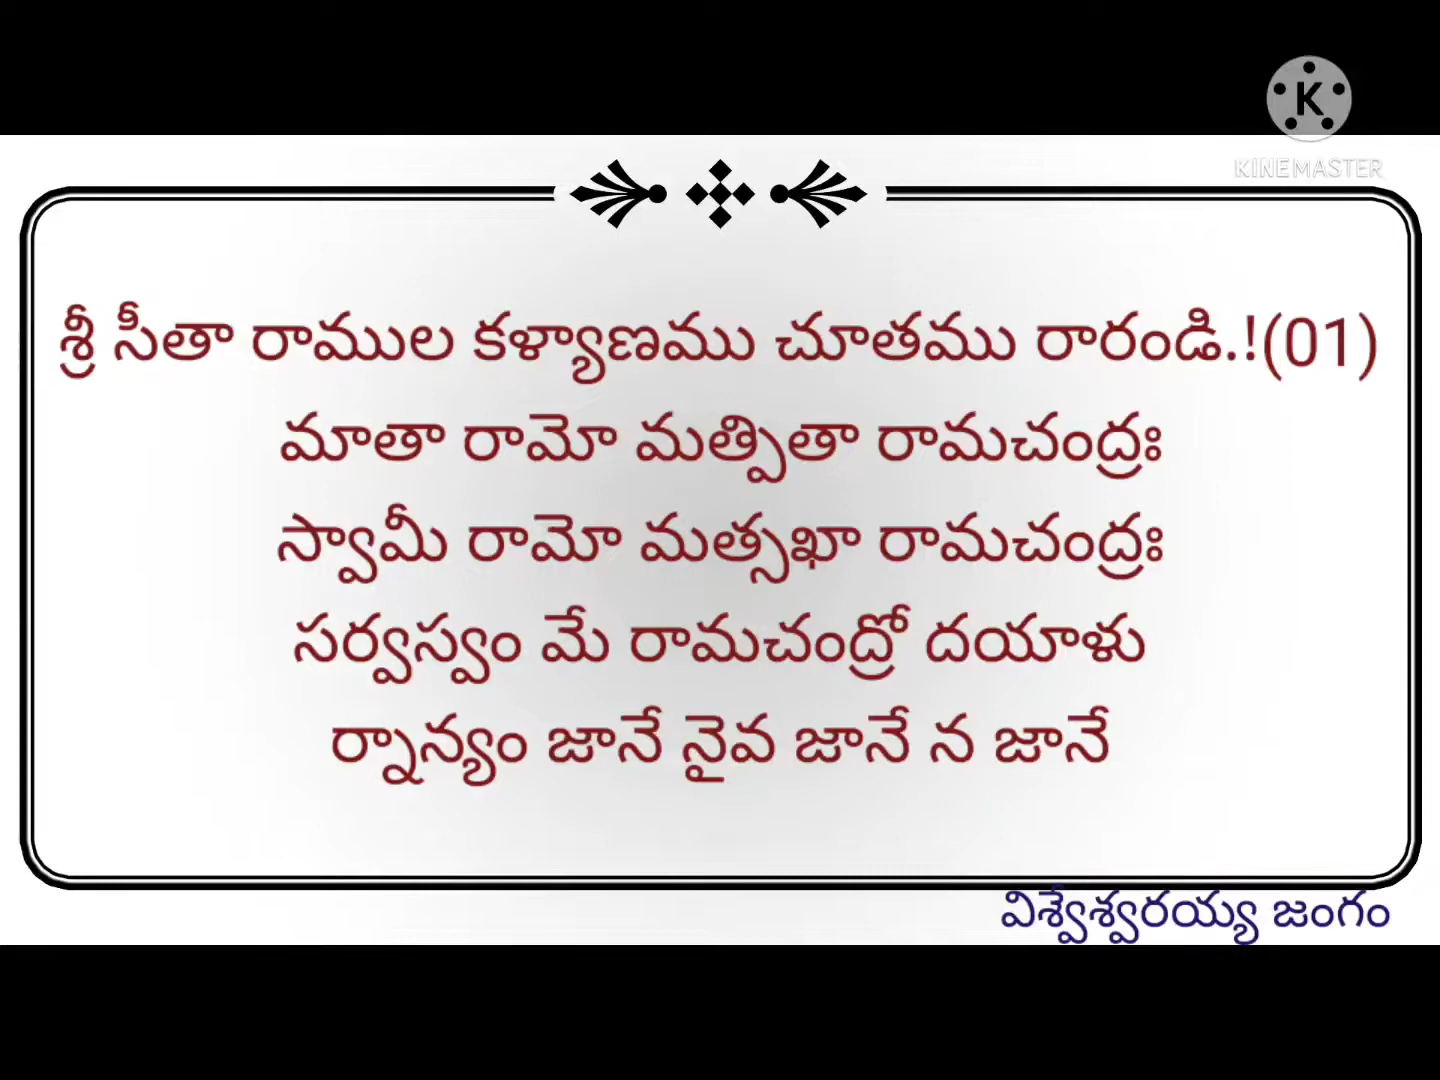 KINEMASTER
శ్రీ సీతా రాముల కళ్యాణము చూతము రారండి.!(01)
మాతా రామో మత్పితా రామచంద్రః
స్వామీ రామో మత్సఖా రామచంద్రః
సర్వస్వం మే రామచంద్రో దయాళు
ర్నాన్యం జానే నైవ జానే న జానే
విశ్వేశ్వరయ్య జంగం